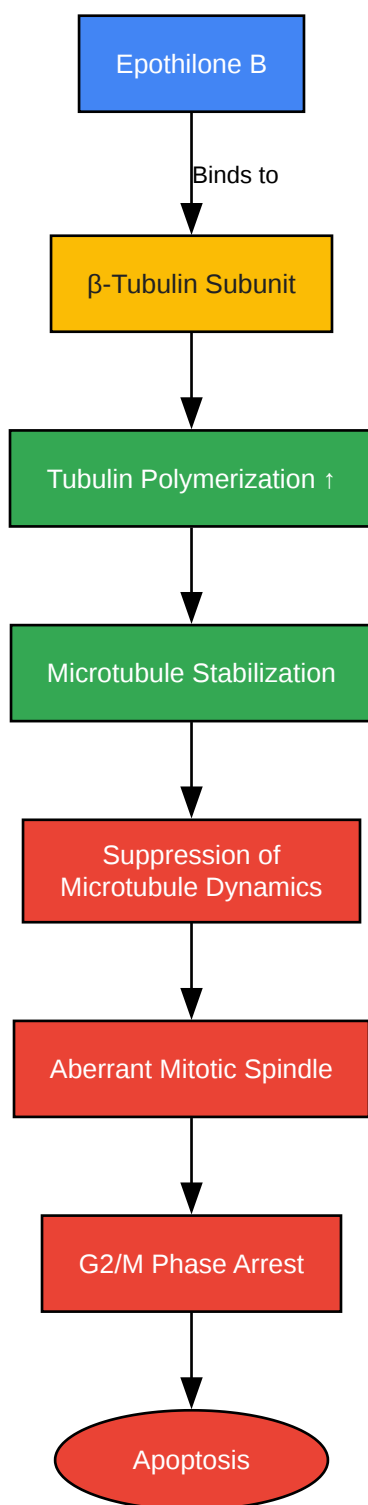 Epothilone B
Binds to
β-Tubulin Subunit
Tubulin Polymerization ↑
Microtubule Stabilization
Suppression of
Microtubule Dynamics
Aberrant Mitotic Spindle
G2/M Phase Arrest
Apoptosis